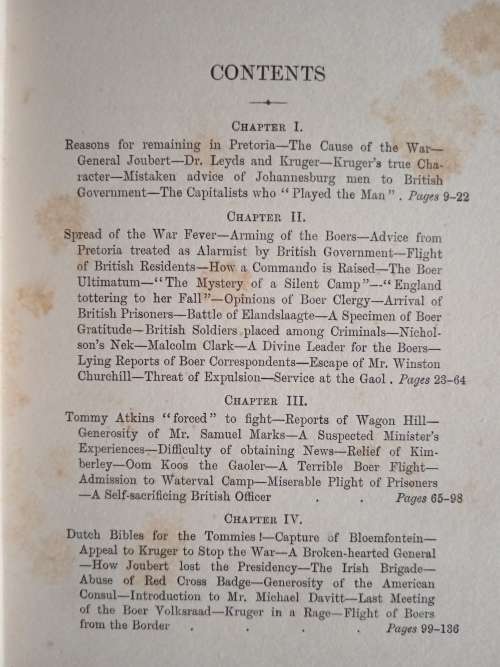 CONTENTS
CHAPTER I.
Reasons for remaining in Pretoria—The Cause of the War—
General Joubert—Dr. Leyds and Kruger—Kruger's true Cha-
racter—Mistaken advice of Johannesburg men to British
Government—The Capitalists who "Played the Man" . Pages 9–22
CHAPTER II.
Spread of the War Fever—Arming of the Boers—Advice from
Pretoria treated as Alarmist by British Government—Flight
of British Residents—How a Commando is Raised—The Boer
Ultimatum—"The Mystery of a Silent Camp"—"England
tottering to her Fall"—Opinions of Boer Clergy—Arrival of
British Prisoners—Battle of Elandslaagte—A Specimen of Boer
Gratitude—British Soldiers placed among Criminals—Nichol-
son's Nek—Malcolm Clark—A Divine Leader for the Boers—
Lying Reports of Boer Correspondents—Escape of Mr. Winston
Churchill—Threat of Expulsion—Service at the Gaol . Pages 23–64
CHAPTER III.
Tommy Atkins "forced" to fight—Reports of Wagon Hill—
Generosity of Mr. Samuel Marks—A Suspected Minister's
Experiences—Difficulty of obtaining News—Relief of Kim-
berley—Oom Koos the Gaoler—A Terrible Boer Flight—
Admission to Waterval Camp—Miserable Plight of Prisoners
—A Self-sacrificing British Officer . . Pages 65–98
CHAPTER IV.
Dutch Bibles for the Tommies!—Capture of Bloemfontein—
Appeal to Kruger to Stop the War—A Broken-hearted General
—How Joubert lost the Presidency—The Irish Brigade—
Abuse of Red Cross Badge—Generosity of the American
Consul—Introduction to Mr. Michael Davitt—Last Meeting
of the Boer Volksraad—Kruger in a Rage—Flight of Boers
from the Border . . . . Pages 99–136